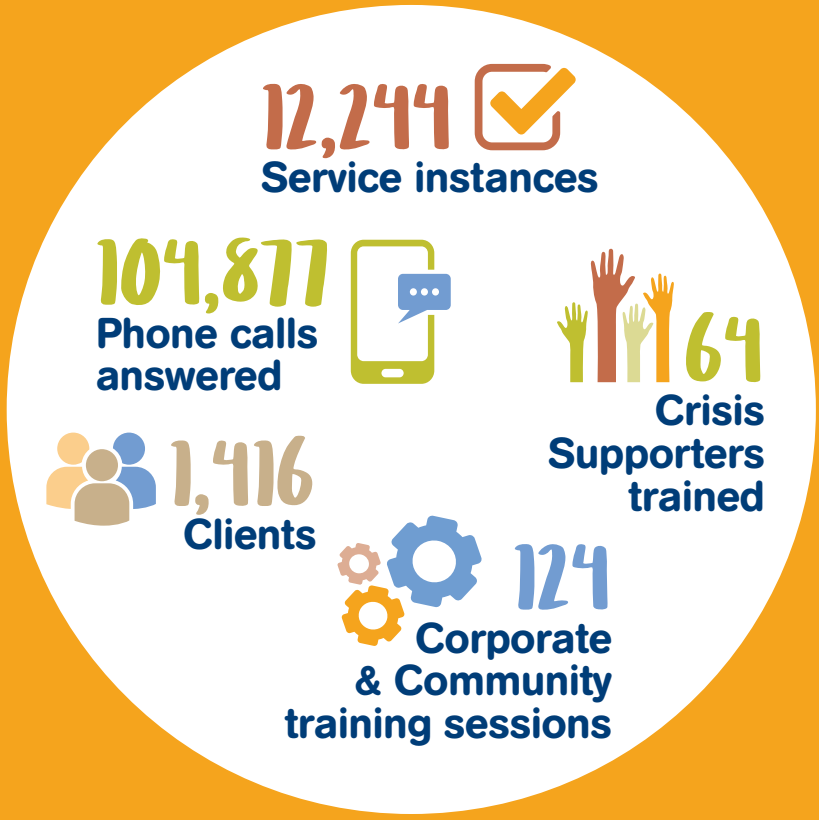 12,244
Service instances
104,877
Phone calls
answered
64
Crisis
Supporters
trained
1,416
Clients
124
Corporate
& Community
training sessions